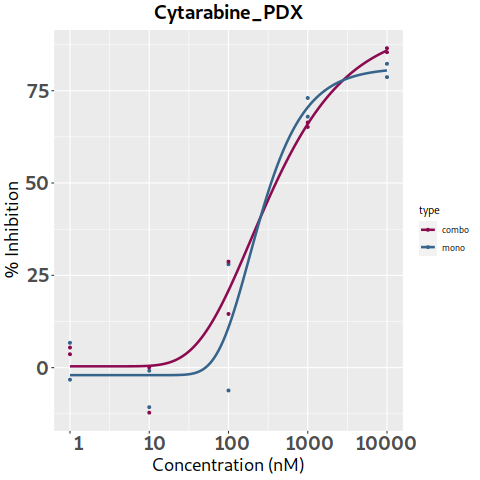 Cytarabine_PDX
% Inhibition
75
50
25
0
1
10
100
1000
10000
Concentration (nM)
type
combo
mono